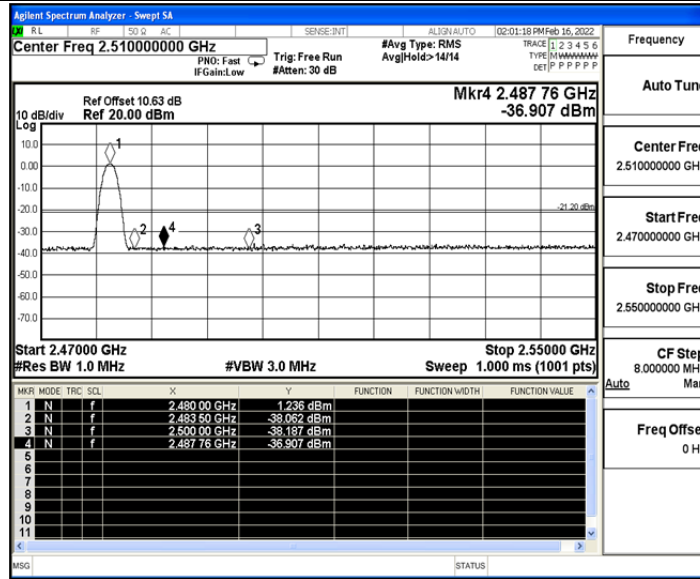 Agilent Spectrum Analyzer - Swept SA
RL RF 50 Ω AC SENSE:INT ALIGN AUTO 02:01:18 PM Feb 16, 2022
Center Freq 2.510000000 GHz #Avg Type: RMS TRACE 1 2 3 4 5 6
PNO: Fast Trig: Free Run Avg|Hold:> 14/14 TYPE M WWWWW
IFGain:Low #Atten: 30 dB DET P P P P P P
Mkr4 2.487 76 GHz
-36.907 dBm
Ref Offset 10.63 dB
10 dB/div Ref 20.00 dBm
Log
10.0
0.00
-10.0
-20.0
-30.0
-40.0
-50.0
-60.0
-70.0
1
2
4
3
-21.20 dBm
Start 2.47000 GHz Stop 2.55000 GHz
#Res BW 1.0 MHz #VBW 3.0 MHz Sweep 1.000 ms (1001 pts)
MKR MODE TRC SCL X Y FUNCTION FUNCTION WIDTH FUNCTION VALUE
1 N f 2.480 00 GHz 1.236 dBm
2 N f 2.483 50 GHz -38.062 dBm
3 N f 2.500 00 GHz -38.187 dBm
4 N f 2.487 76 GHz -36.907 dBm
5
6
7
8
9
10
11
MSG STATUS
Frequency
Auto Tun
Center Fre
2.510000000 GH
Start Fre
2.470000000 GH
Stop Fre
2.550000000 GH
CF Step
8.000000 MH
Auto Ma
Freq Offse
0 H